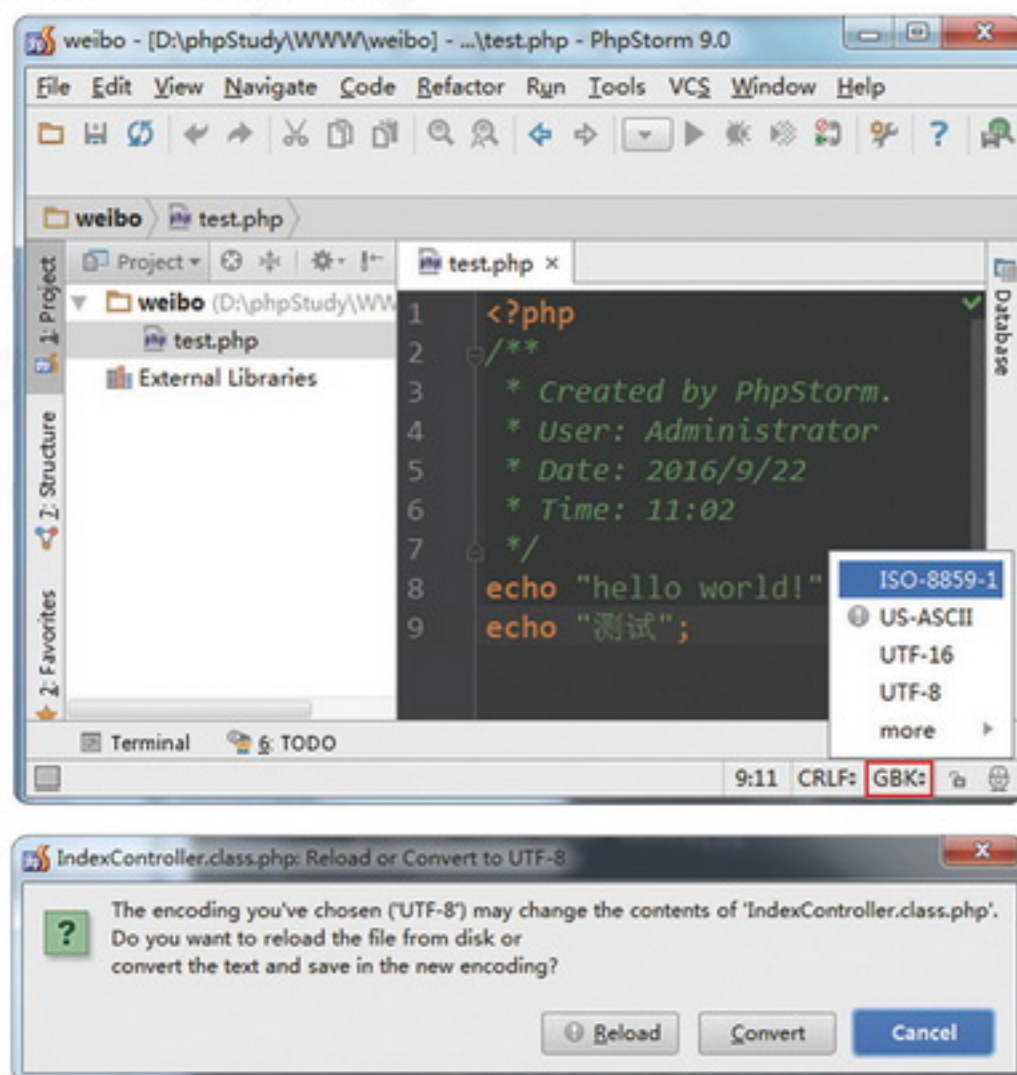 weibo - [D:\phpStudy\WWW\weibo] - ...\test.php - PhpStorm 9.0
File Edit View Navigate Code Refactor Run Tools VCS Window Help
weibo test.php
1: Project
Project
test.php ×
Database
weibo (D:\phpStudy\WW
test.php
External Libraries
7: Structure
2: Favorites
1 <?php
2 /**
3 * Created by PhpStorm.
4 * User: Administrator
5 * Date: 2016/9/22
6 * Time: 11:02
7 */
8 echo "hello world!"
9 echo "测试";
ISO-8859-1
US-ASCII
UTF-16
UTF-8
more
Terminal 6: TODO
9:11 CRLF GBK
IndexController.class.php: Reload or Convert to UTF-8
The encoding you've chosen ('UTF-8') may change the contents of 'IndexController.class.php'.
Do you want to reload the file from disk or
convert the text and save in the new encoding?
Reload Convert Cancel